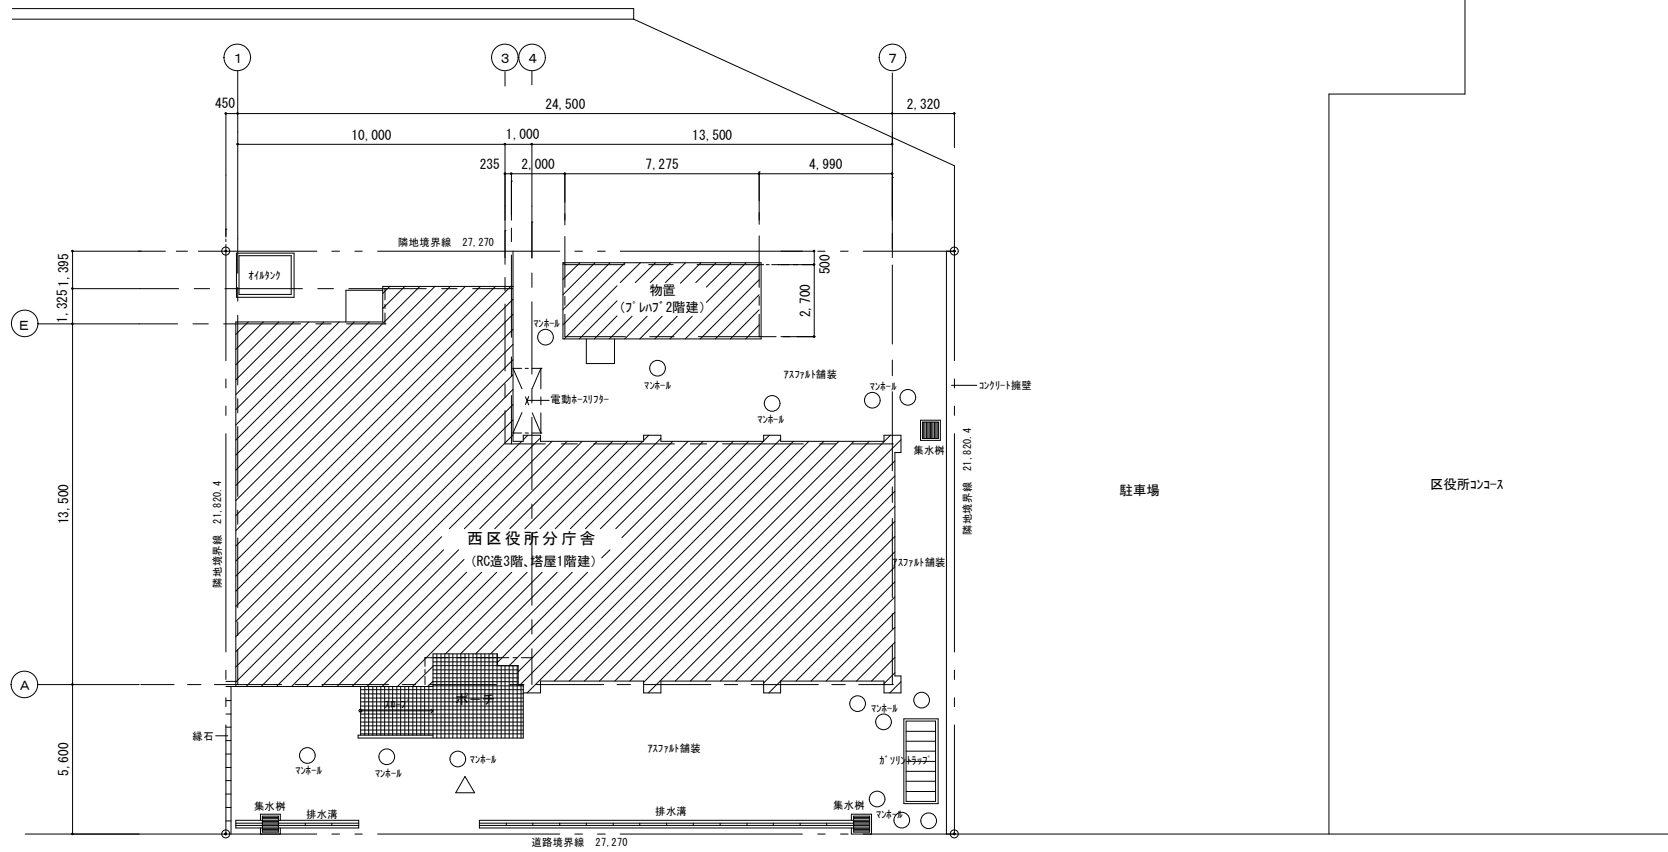 1
3
4
7
450
24,500
2,320
10,000
1,000
13,500
235
2,000
7,275
4,990
隣地境界線 27,270
1,395
オイルタンク
500
1,325
物置
(プレハブ2階建)
2,700
E
マンホール
アスファルト舗装
マンホール
マンホール
コンクリート擁壁
電動ホースリフター
マンホール
集水桝
隣地境界線 21,820.4
13,500
隣地境界線 21,820.4
駐車場
区役所コンコース
西区役所分庁舎
(RC造3階、塔屋1階建)
アスファルト舗装
A
スロープ
ポーチ
マンホール
縁石
アスファルト舗装
5,600
マンホール
マンホール
マンホール
ガソリントラップ
集水桝
排水溝
排水溝
集水桝
マンホール
道路境界線 27,270